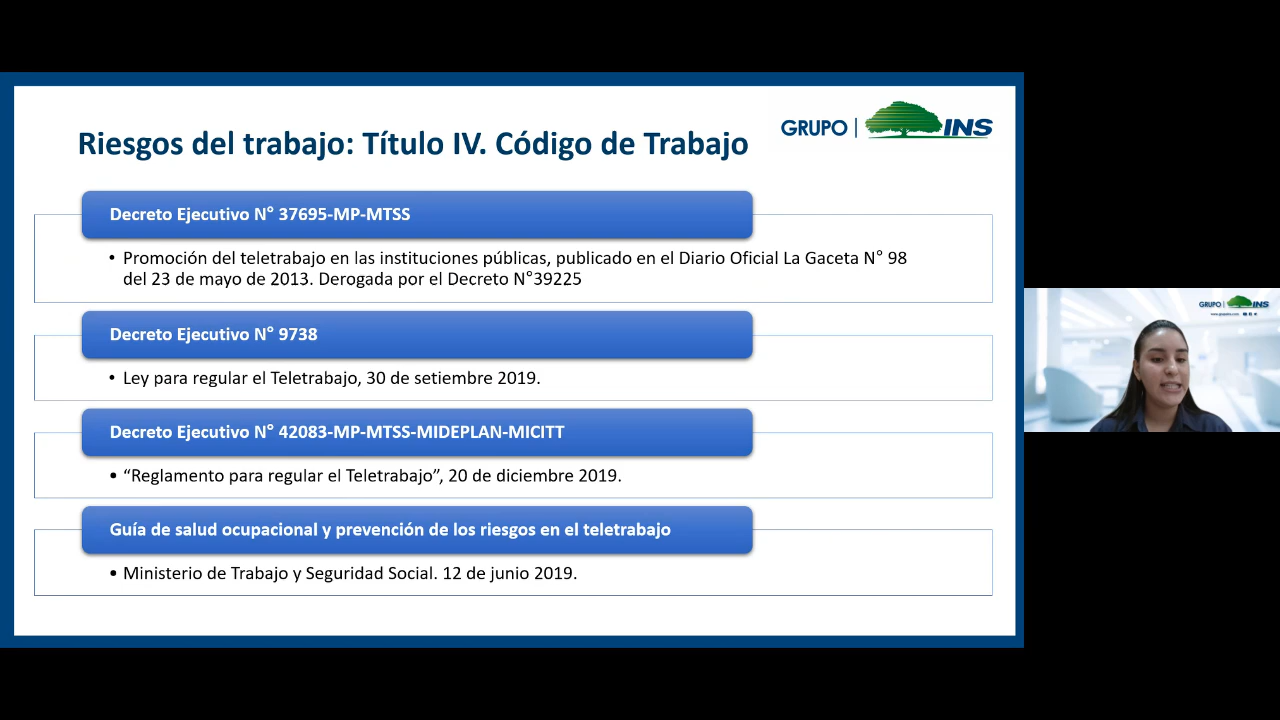 GRUPO | INS
Riesgos del trabajo: Título IV. Código de Trabajo
Decreto Ejecutivo N° 37695-MP-MTSS
• Promoción del teletrabajo en las instituciones públicas, publicado en el Diario Oficial La Gaceta N° 98
del 23 de mayo de 2013. Derogada por el Decreto N°39225
Decreto Ejecutivo N° 9738
• Ley para regular el Teletrabajo, 30 de setiembre 2019.
Decreto Ejecutivo N° 42083-MP-MTSS-MIDEPLAN-MICITT
• “Reglamento para regular el Teletrabajo”, 20 de diciembre 2019.
Guía de salud ocupacional y prevención de los riesgos en el teletrabajo
• Ministerio de Trabajo y Seguridad Social. 12 de junio 2019.
GRUPO | INS